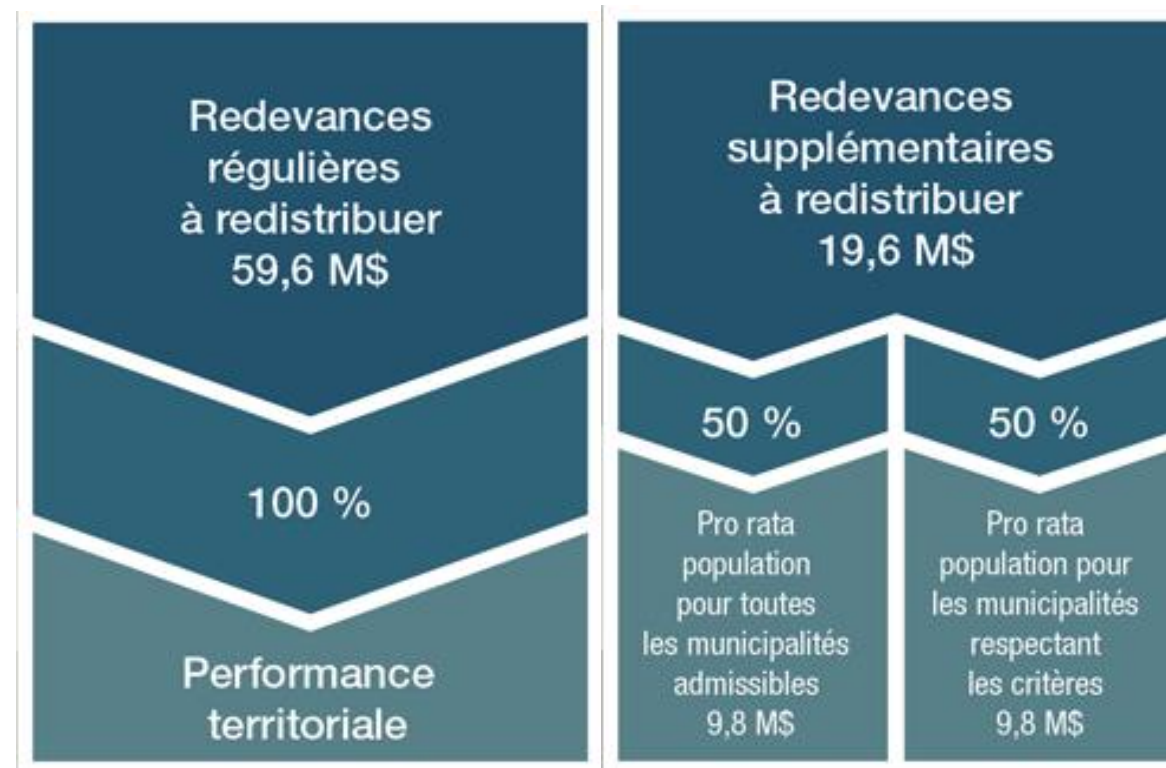 Redevances
régulières
à redistribuer
59,6 M$
100 %
Performance
territoriale
Redevances
supplémentaires
à redistribuer
19,6 M$
50 %
Pro rata
population
pour toutes
les municipalités
admissibles
9,8 M$
50 %
Pro rata
population pour
les municipalités
respectant
les critères
9,8 M$